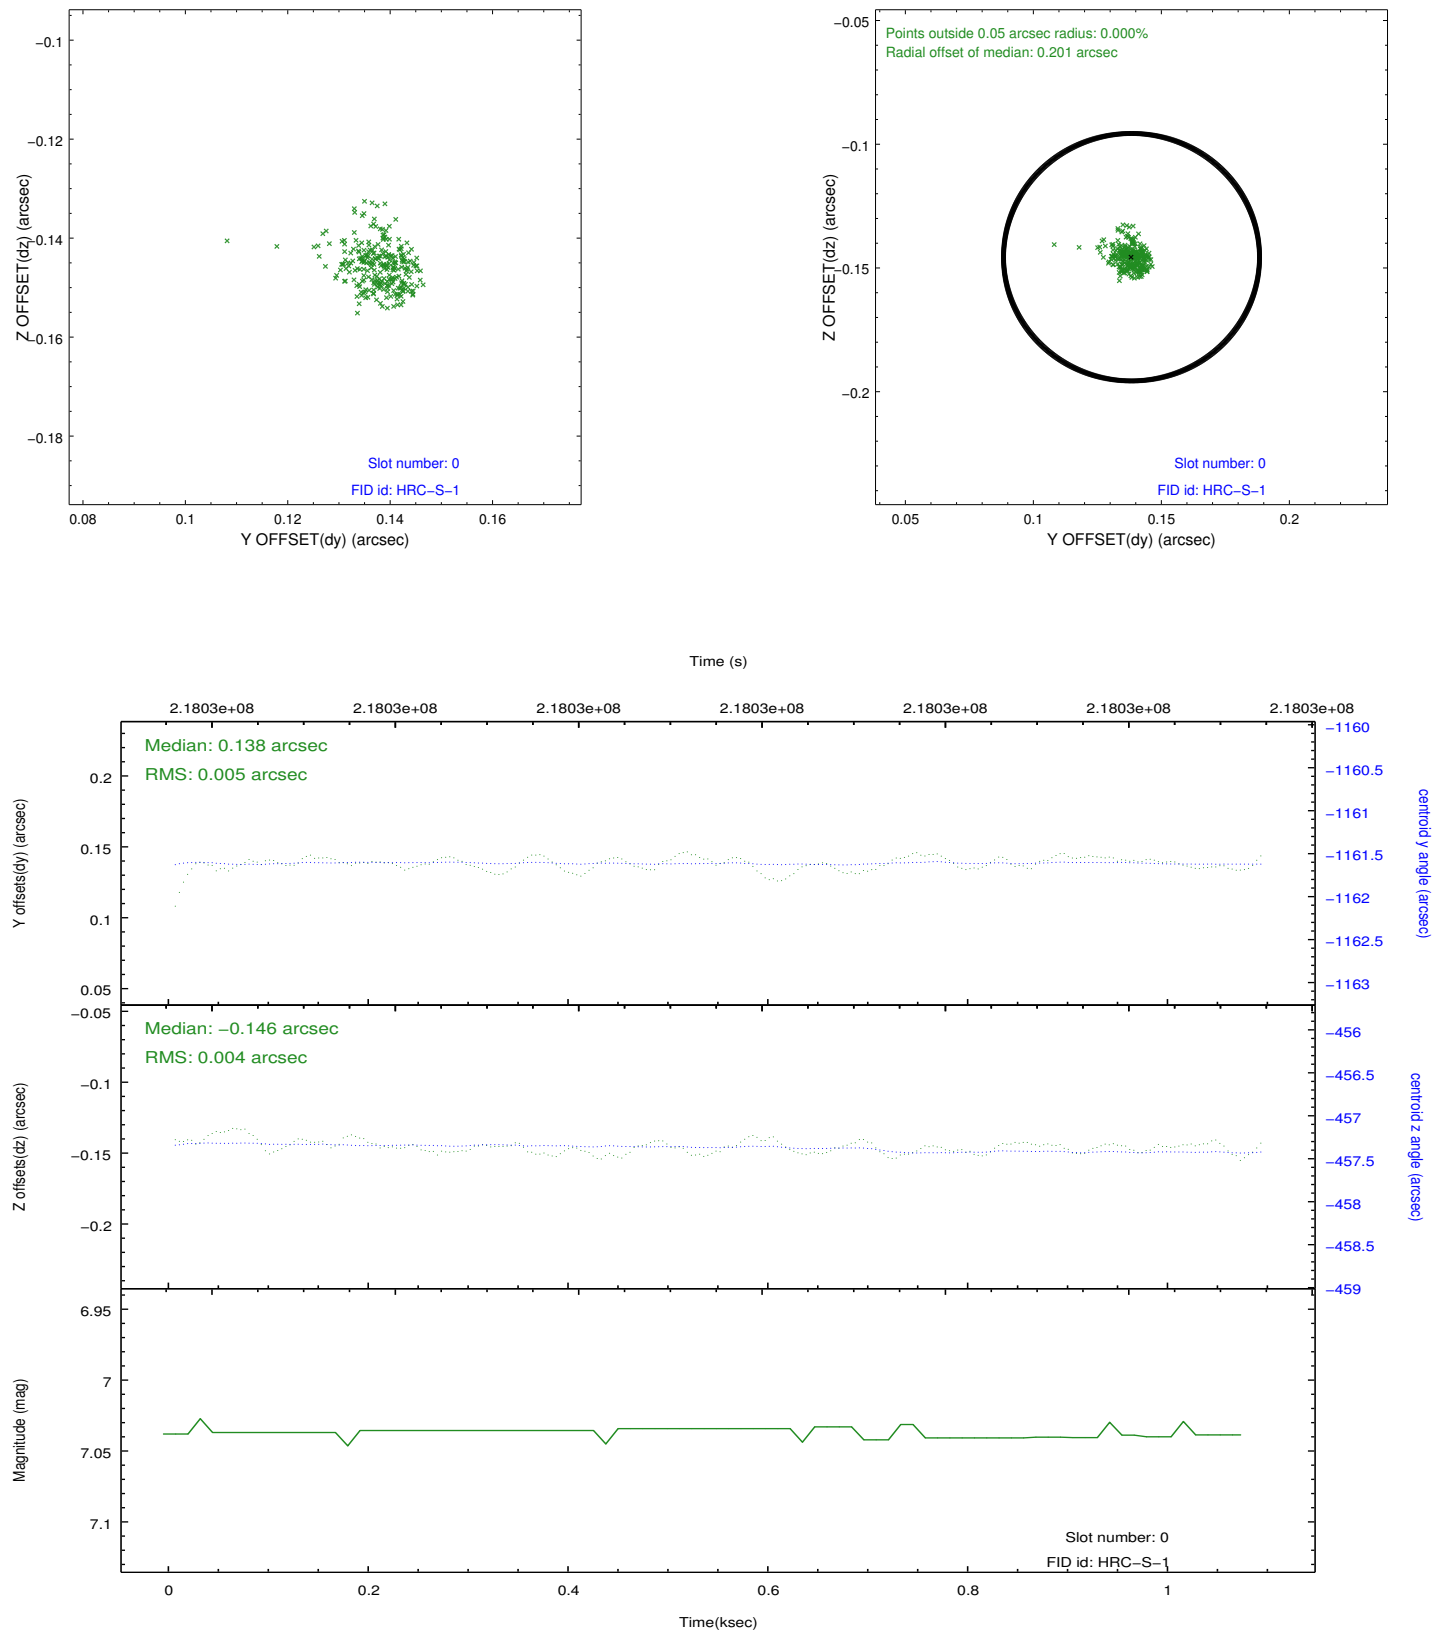 −0.1
−0.12
−0.14
−0.16
−0.18
Z OFFSET(dz) (arcsec)
Slot number: 0
FID id: HRC−S−1
0.08 0.1 0.12 0.14 0.16
Y OFFSET(dy) (arcsec)
Points outside 0.05 arcsec radius: 0.000%
Radial offset of median: 0.201 arcsec
−0.05
−0.1
−0.15
−0.2
Z OFFSET(dz) (arcsec)
Slot number: 0
FID id: HRC−S−1
0.05 0.1 0.15 0.2
Y OFFSET(dy) (arcsec)
Time (s)
2.1803e+08 2.1803e+08 2.1803e+08 2.1803e+08 2.1803e+08 2.1803e+08 2.1803e+08
Median: 0.138 arcsec
RMS: 0.005 arcsec
0.2
0.15
0.1
0.05
Y offsets(dy) (arcsec)
−1160
−1160.5
−1161
−1161.5
−1162
−1162.5
−1163
centroid y angle (arcsec)
Median: −0.146 arcsec
RMS: 0.004 arcsec
−0.05
−0.1
−0.15
−0.2
Z offsets(dz) (arcsec)
−456
−456.5
−457
−457.5
−458
−458.5
−459
centroid z angle (arcsec)
6.95
7
7.05
7.1
Magnitude (mag)
Slot number: 0
FID id: HRC−S−1
0 0.2 0.4 0.6 0.8 1
Time(ksec)